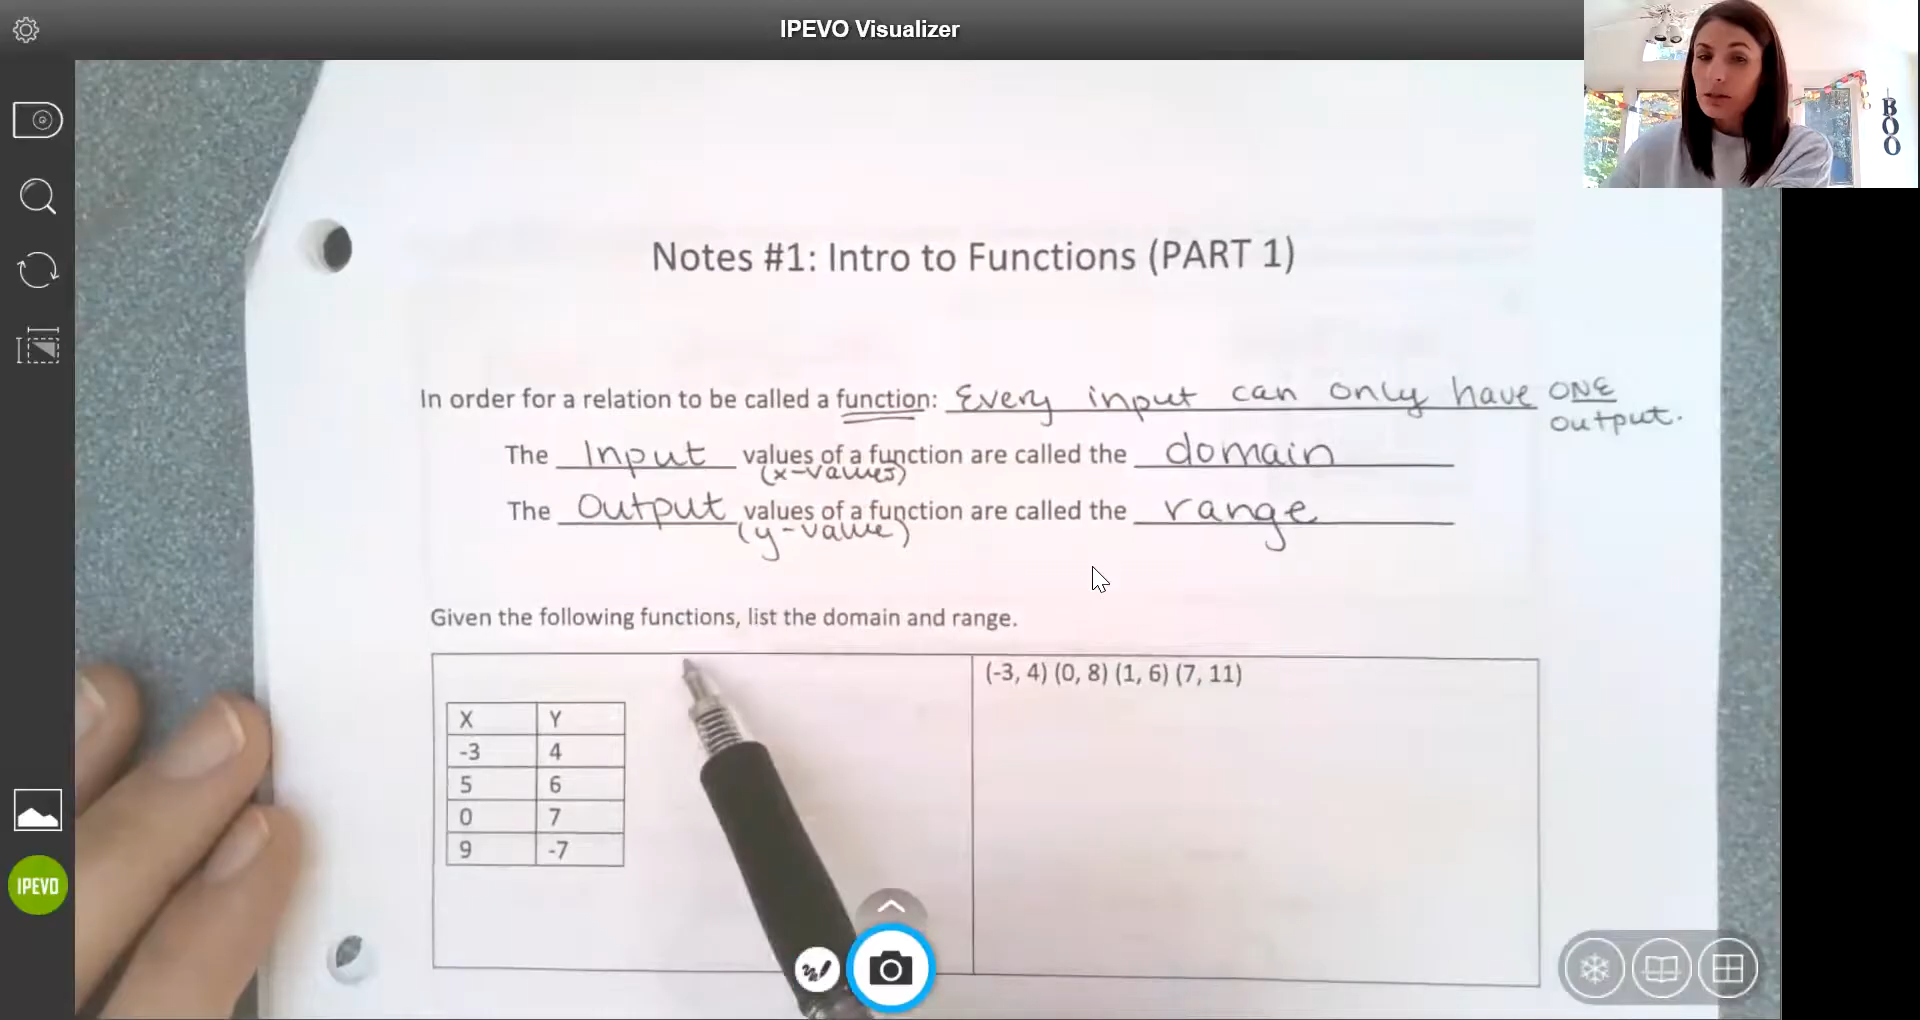 IPEVO Visualizer
BOO
Notes #1: Intro to Functions (PART 1)
In order for a relation to be called a function: Every input can only have ONE
output.
The Input values of a function are called the domain
(x-values)
The Output values of a function are called the range
(y-value)
Given the following functions, list the domain and range.
(-3, 4) (0, 8) (1, 6) (7, 11)
X Y
-3 4
5 6
0 7
9 -7
IPEVO